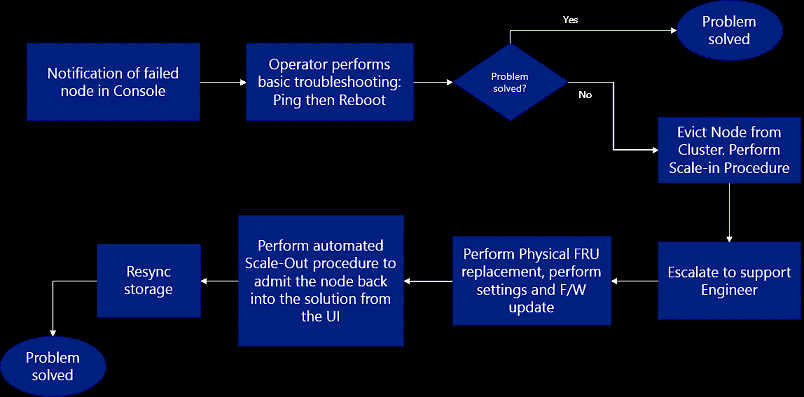 Notification of failed
node in Console
Operator performs
basic troubleshooting:
Ping then Reboot
Problem
solved?
Yes
Problem
solved
No
Evict Node from
Cluster. Perform
Scale-in Procedure
Escalate to support
Engineer
Perform Physical FRU
replacement, perform
settings and F/W
update
Perform automated
Scale-Out procedure to
admit the node back
into the solution from
the UI
Resync
storage
Problem
solved